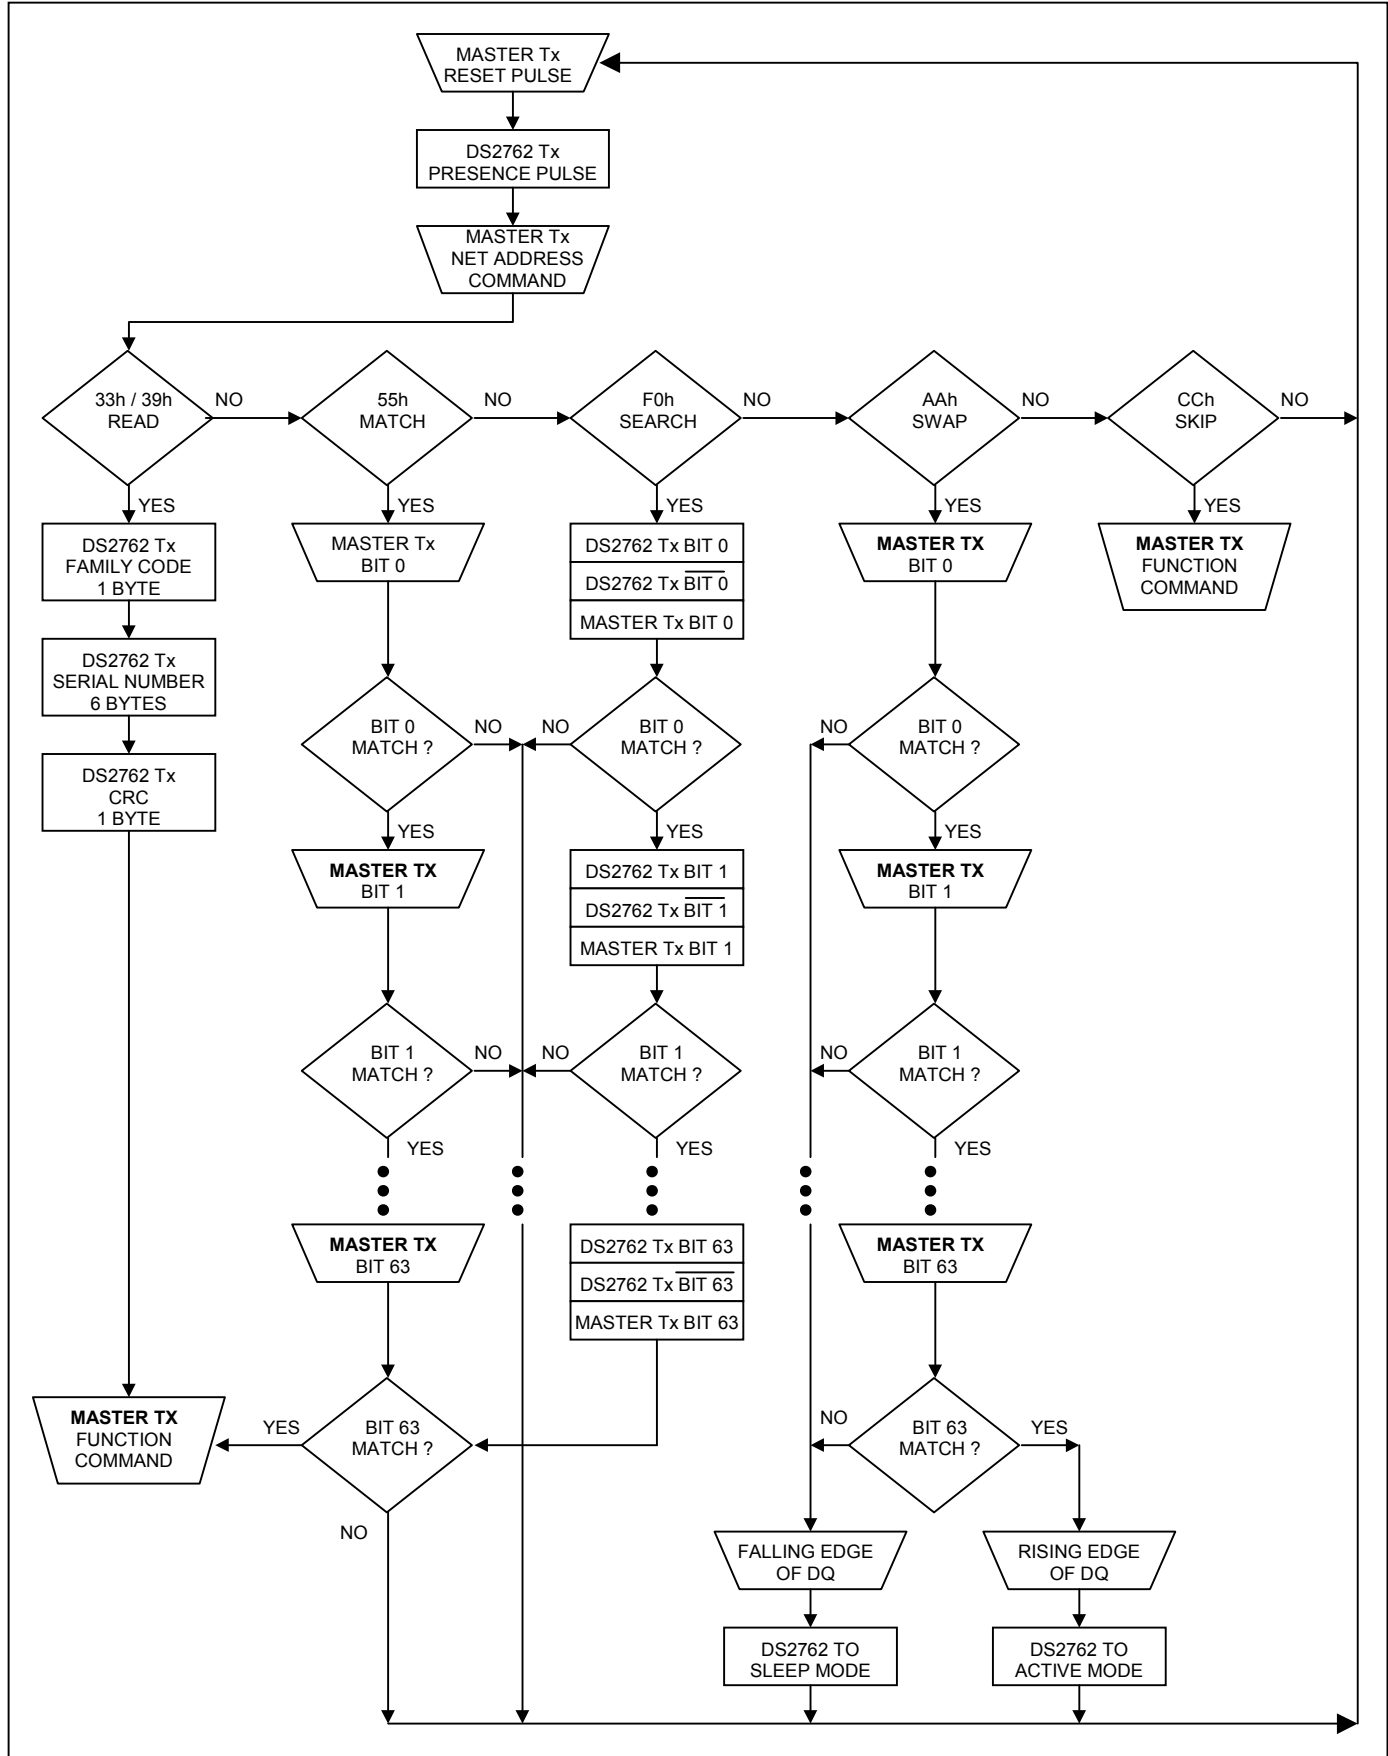 MASTER Tx
RESET PULSE
DS2762 Tx
PRESENCE PULSE
MASTER Tx
NET ADDRESS
COMMAND
33h / 39h
READ
NO
55h
MATCH
NO
F0h
SEARCH
NO
AAh
SWAP
NO
CCh
SKIP
NO
YES
YES
YES
YES
YES
DS2762 Tx
FAMILY CODE
1 BYTE
DS2762 Tx
SERIAL NUMBER
6 BYTES
DS2762 Tx
CRC
1 BYTE
MASTER Tx
BIT 0
BIT 0
MATCH ?
NO
YES
MASTER TX
BIT 1
BIT 1
MATCH ?
NO
YES
MASTER TX
BIT 63
BIT 63
MATCH ?
YES
NO
MASTER TX
FUNCTION
COMMAND
DS2762 Tx BIT 0
DS2762 Tx B̅I̅T̅ ̅0̅
MASTER Tx BIT 0
NO
BIT 0
MATCH ?
YES
DS2762 Tx BIT 1
DS2762 Tx B̅I̅T̅ ̅1̅
MASTER Tx BIT 1
NO
BIT 1
MATCH ?
YES
DS2762 Tx BIT 63
DS2762 Tx B̅I̅T̅ ̅6̅3̅
MASTER Tx BIT 63
MASTER TX
BIT 0
NO
BIT 0
MATCH ?
YES
MASTER TX
BIT 1
NO
BIT 1
MATCH ?
YES
MASTER TX
BIT 63
NO
BIT 63
MATCH ?
YES
FALLING EDGE
OF DQ
RISING EDGE
OF DQ
DS2762 TO
SLEEP MODE
DS2762 TO
ACTIVE MODE
MASTER TX
FUNCTION
COMMAND